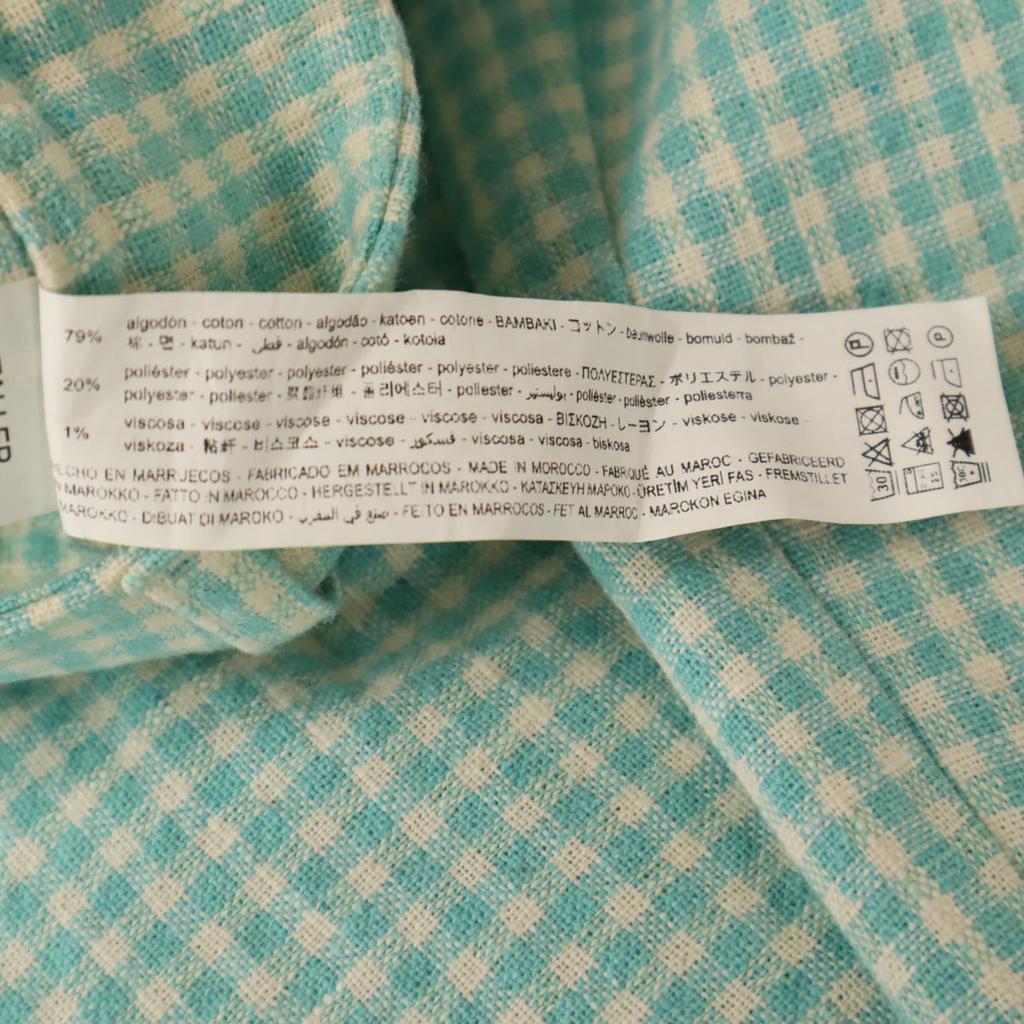 79%
algodón - coton - cotton - algodão - katoen - cotone - BAMBAKI - コットン - baumwolle - bomuld - bombaž -
棉 - 면 - katun - قطن - algodón - cotó - kotoia
20%
poliéster - polyester - polyester - poliéster - polyester - poliestere - ΠΟΛΥΕΣΤΕΡΑΣ - ポリエステル - polyester -
polyester - poliester - 聚酯纤维 - 폴리에스터 - poliester - بوليستير - poliéster - polièster - poliesterra
1%
viscosa - viscose - viscose - viscose - viscose - viscosa - ΒΙΣΚΟΖΗ - レーヨン - viskose - viskose -
viskoza - 粘纤 - 비스코스 - viscose - فسكوز - viscosa - viscosa - biskosa
ECHO EN MARRUECOS - FABRICADO EM MARROCOS - MADE IN MOROCCO - FABRIQUÉ AU MAROC - GEFABRICEERD
N MAROKKO - FATTO IN MAROCCO - HERGESTELLT IN MAROKKO - ΚΑΤΑΣΚΕΥΗ ΜΑΡΟΚΟ - ÜRETİM YERİ FAS - FREMSTILLET
MAROKKO - DIBUAT DI MAROKO - صنع في المغرب - FEITO EN MARROCOS - FET AL MARROC - MAROKON EGINA
P P
30